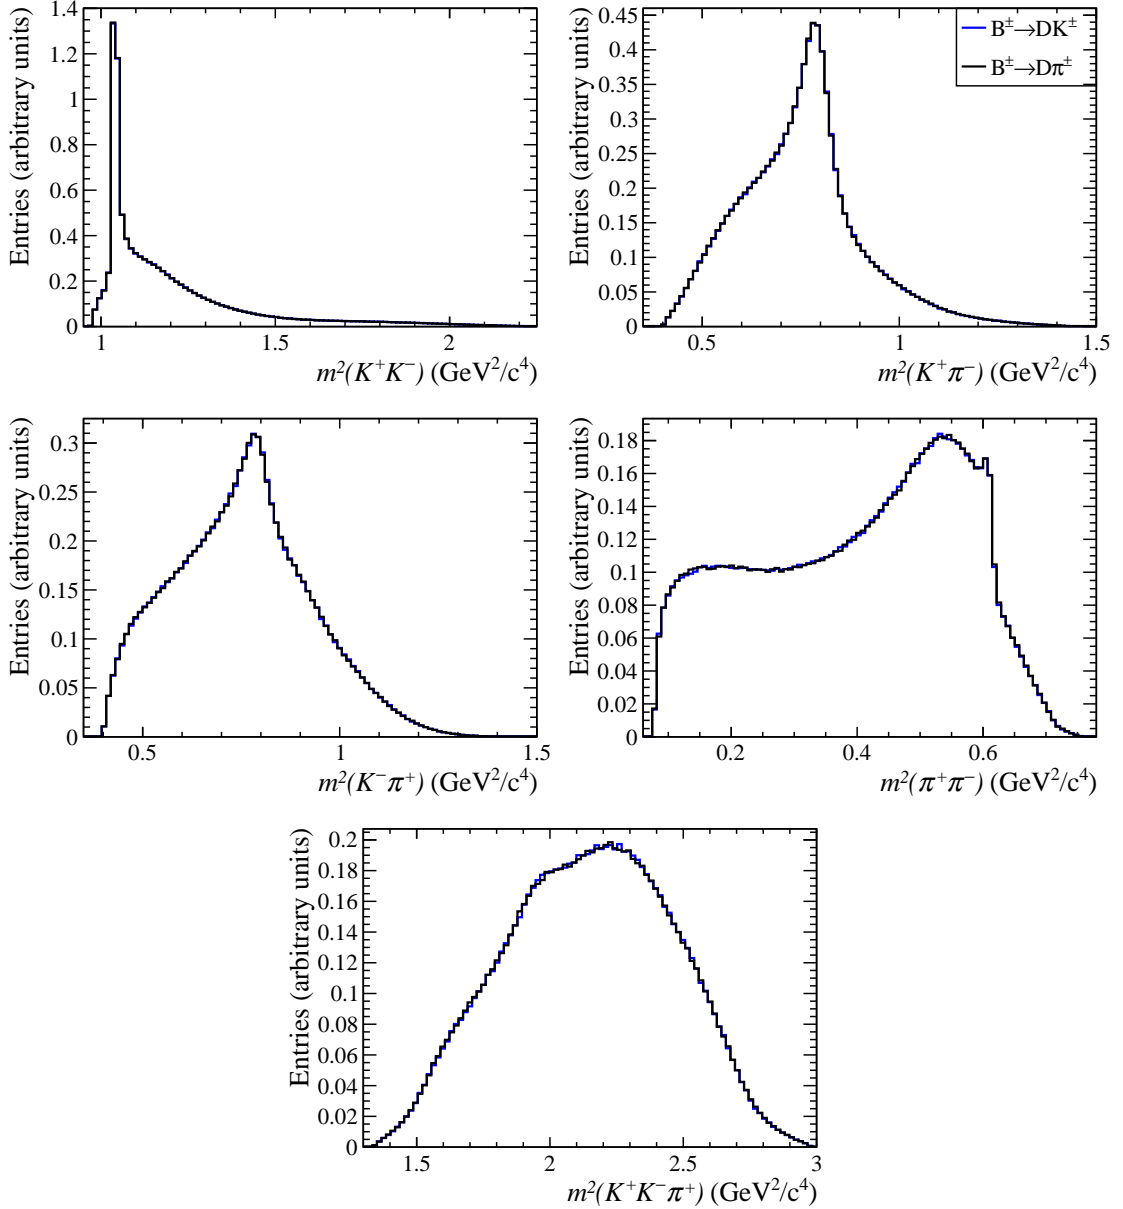 Entries (arbitrary units)
1.4
1.2
1
0.8
0.6
0.4
0.2
0
1 1.5 2
m²(K⁺K⁻) (GeV²/c⁴)
Entries (arbitrary units)
0.45
0.4
0.35
0.3
0.25
0.2
0.15
0.1
0.05
0
0.5 1 1.5
m²(K⁺π⁻) (GeV²/c⁴)
B±→DK±
B±→Dπ±
Entries (arbitrary units)
0.3
0.25
0.2
0.15
0.1
0.05
0
0.5 1 1.5
m²(K⁻π⁺) (GeV²/c⁴)
Entries (arbitrary units)
0.18
0.16
0.14
0.12
0.1
0.08
0.06
0.04
0.02
0
0.2 0.4 0.6
m²(π⁺π⁻) (GeV²/c⁴)
Entries (arbitrary units)
0.2
0.18
0.16
0.14
0.12
0.1
0.08
0.06
0.04
0.02
0
1.5 2 2.5 3
m²(K⁺K⁻π⁺) (GeV²/c⁴)